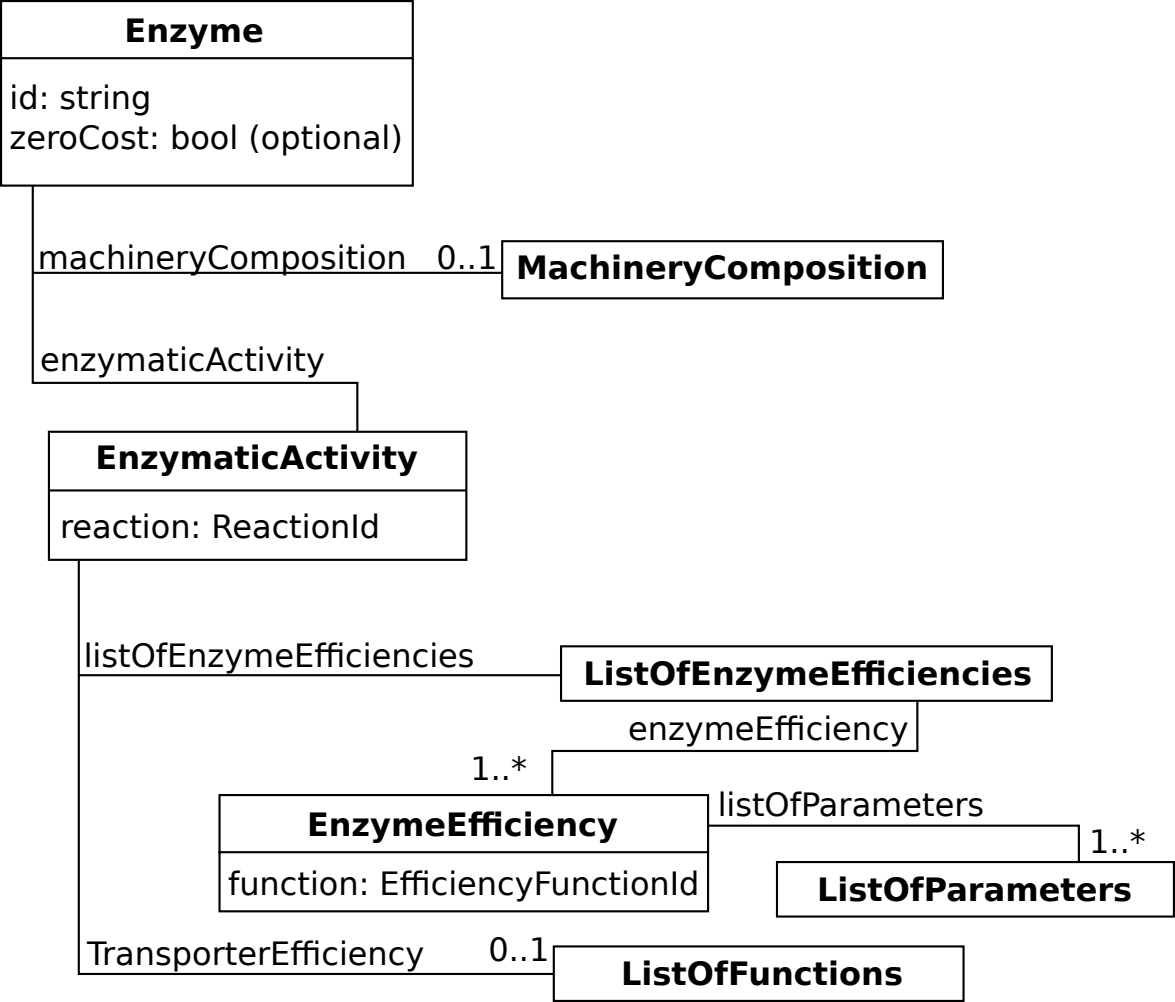 Enzyme
id: string
zeroCost: bool (optional)
machineryComposition 0..1
MachineryComposition
enzymaticActivity
EnzymaticActivity
reaction: ReactionId
listOfEnzymeEfficiencies
ListOfEnzymeEfficiencies
enzymeEfficiency
1..*
EnzymeEfficiency
function: EfficiencyFunctionId
listOfParameters
1..*
ListOfParameters
TransporterEfficiency 0..1
ListOfFunctions